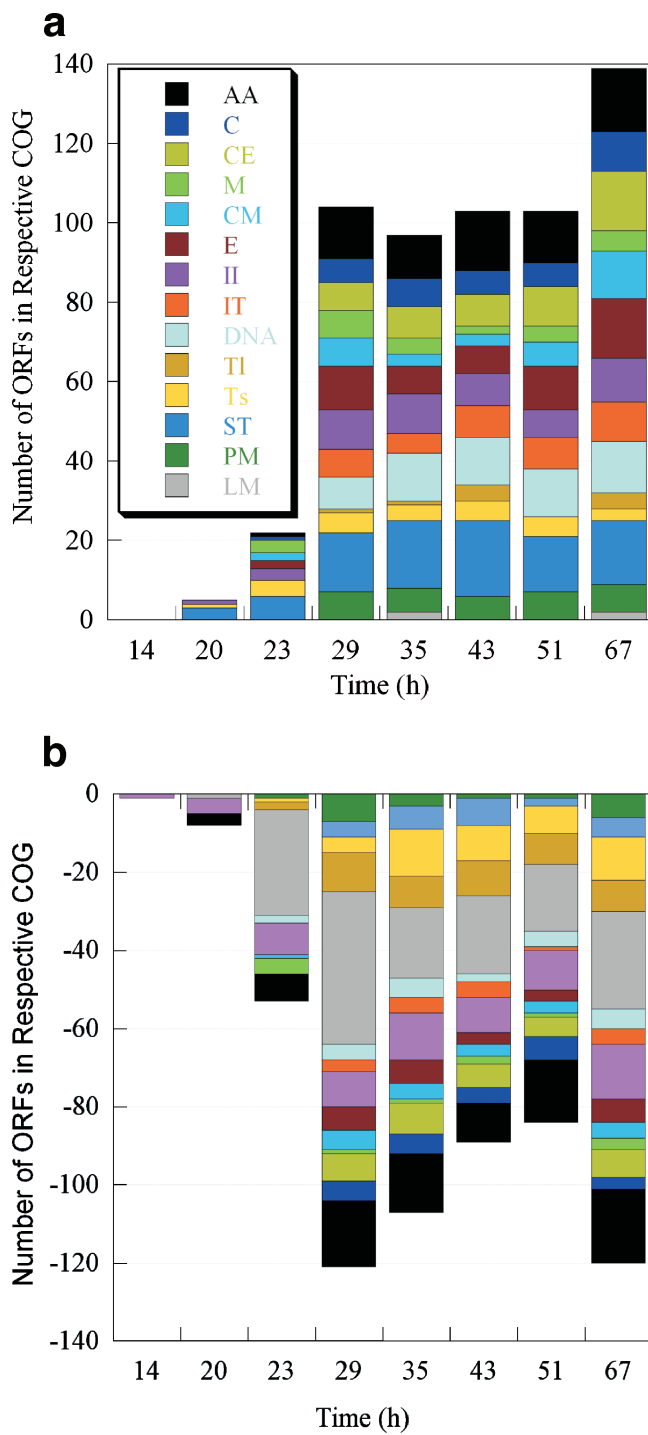 a
Number of ORFs in Respective COG
140
120
100
80
60
40
20
0
AA
C
CE
M
CM
E
II
IT
DNA
Tl
Ts
ST
PM
LM
14 20 23 29 35 43 51 67
Time (h)
b
Number of ORFs in Respective COG
0
-20
-40
-60
-80
-100
-120
-140
14 20 23 29 35 43 51 67
Time (h)